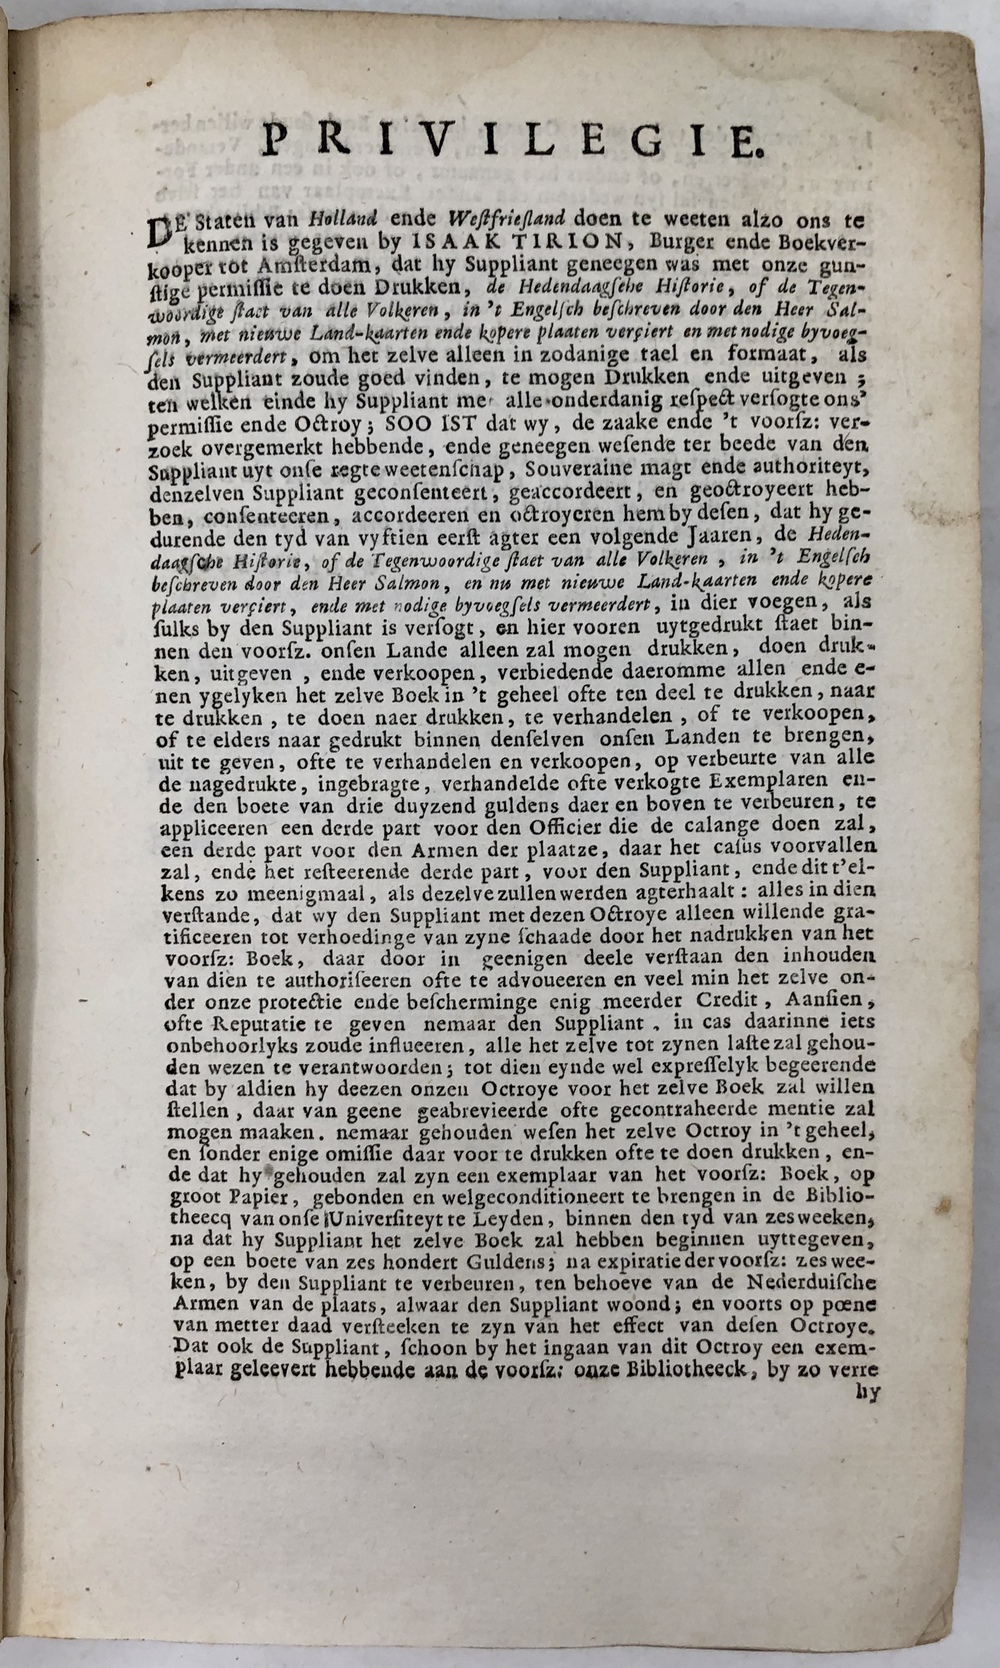 PRIVILEGIE.
DE Staten van Holland ende Weſtfrieſland doen te weeten alzo ons te
kennen is gegeven by ISAAK TIRION, Burger ende Boekver-
kooper tot Amſterdam, dat hy Suppliant geneegen was met onze gun-
ſtige permiſſie te doen Drukken, de Hedendaagſche Hiſtorie, of de Tegen-
woordige ſtaet van alle Volkeren, in 't Engelſch beſchreven door den Heer Sal-
mon, met nieuwe Land-kaarten ende kopere plaaten verçiert en met nodige byvoeg-
ſels vermeerdert, om het zelve alleen in zodanige tael en formaat, als
den Suppliant zoude goed vinden, te mogen Drukken ende uitgeven;
ten welken einde hy Suppliant me alle onderdanig reſpect verſogte ons'
permiſſie ende Octroy; SOO IST dat wy, de zaake ende 't voorſz: ver-
zoek overgemerkt hebbende, ende geneegen weſende ter beede van den
Suppliant uyt onſe regte weetenſchap, Souveraine magt ende authoriteyt,
denzelven Suppliant geconſenteert, geaccordeert, en geoctroyeert heb-
ben, conſenteeren, accordeeren en octroyeren hem by deſen, dat hy ge-
durende den tyd van vyftien eerſt agter een volgende Jaaren, de Heden-
daagſche Hiſtorie, of de Tegenwoordige ſtaet van alle Volkeren, in 't Engelſch
beſchreven door den Heer Salmon, en nu met nieuwe Land-kaarten ende kopere
plaaten verçiert, ende met nodige byvoegſels vermeerdert, in dier voegen, als
ſulks by den Suppliant is verſogt, en hier vooren uytgedrukt ſtaet bin-
nen den voorſz. onſen Lande alleen zal mogen drukken, doen druk-
ken, uitgeven, ende verkoopen, verbiedende daeromme allen ende e-
nen ygelyken het zelve Boek in 't geheel ofte ten deel te drukken, naar
te drukken, te doen naer drukken, te verhandelen, of te verkoopen,
of te elders naar gedrukt binnen denſelven onſen Landen te brengen,
uit te geven, ofte te verhandelen en verkoopen, op verbeurte van alle
de nagedrukte, ingebragte, verhandelde ofte verkogte Exemplaren en-
de den boete van drie duyzend guldens daer en boven te verbeuren, te
appliceeren een derde part voor den Officier die de calange doen zal,
een derde part voor den Armen der plaatze, daar het caſus voorvallen
zal, ende het reſteerende derde part, voor den Suppliant, ende dit t'el-
kens zo meenigmaal, als dezelve zullen werden agterhaalt: alles in dien
verſtande, dat wy den Suppliant met dezen Octroye alleen willende gra-
tificeeren tot verhoedinge van zyne ſchaade door het nadrukken van het
voorſz: Boek, daar door in geenigen deele verſtaan den inhouden
van dien te authoriſeeren ofte te advoueeren en veel min het zelve on-
der onze protectie ende beſcherminge enig meerder Credit, Aanſien,
ofte Reputatie te geven nemaar den Suppliant, in cas daarinne iets
onbehoorlyks zoude influeeren, alle het zelve tot zynen laſte zal gehou-
den wezen te verantwoorden; tot dien eynde wel expreſſelyk begeerende
dat by aldien hy deezen onzen Octroye voor het zelve Boek zal willen
ſtellen, daar van geene geabrevieerde ofte gecontraheerde mentie zal
mogen maaken. nemaar gehouden weſen het zelve Octroy in 't geheel,
en ſonder enige omiſſie daar voor te drukken ofte te doen drukken, en-
de dat hy gehouden zal zyn een exemplaar van het voorſz: Boek, op
groot Papier, gebonden en welgeconditioneert te brengen in de Biblio-
theecq van onſe Univerſiteyt te Leyden, binnen den tyd van zes weeken,
na dat hy Suppliant het zelve Boek zal hebben beginnen uyttegeven,
op een boete van zes hondert Guldens; na expiratie der voorſz: zes wee-
ken, by den Suppliant te verbeuren, ten behoeve van de Nederduiſche
Armen van de plaats, alwaar den Suppliant woond; en voorts op pœne
van metter daad verſteeken te zyn van het effect van deſen Octroye.
Dat ook de Suppliant, ſchoon by het ingaan van dit Octroy een exem-
plaar geleevert hebbende aan de voorſz: onze Bibliotheeck, by zo verre
hy